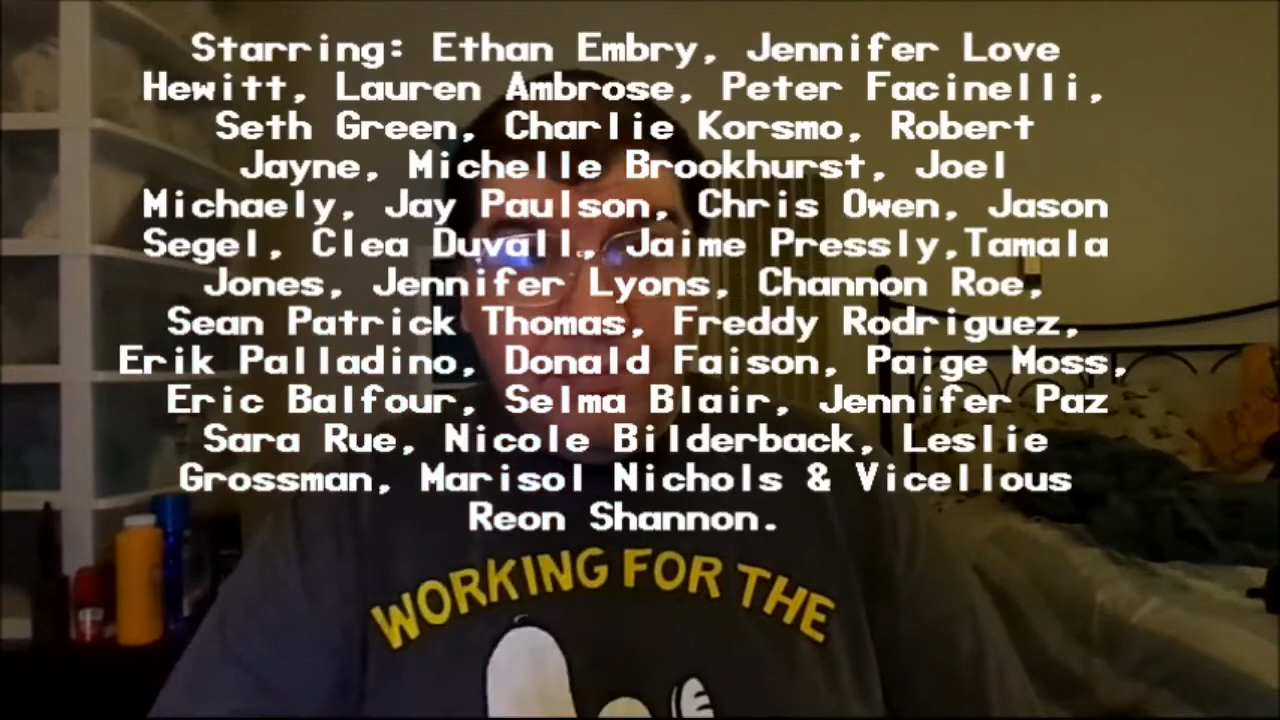 Starring: Ethan Embry, Jennifer Love
Hewitt, Lauren Ambrose, Peter Facinelli,
Seth Green, Charlie Korsmo, Robert
Jayne, Michelle Brookhurst, Joel
Michaely, Jay Paulson, Chris Owen, Jason
Segel, Clea Duvall, Jaime Pressly,Tamala
Jones, Jennifer Lyons, Channon Roe,
Sean Patrick Thomas, Freddy Rodriguez,
Erik Palladino, Donald Faison, Paige Moss,
Eric Balfour, Selma Blair, Jennifer Paz
Sara Rue, Nicole Bilderback, Leslie
Grossman, Marisol Nichols & Vicellous
Reon Shannon.
WORKING FOR THE